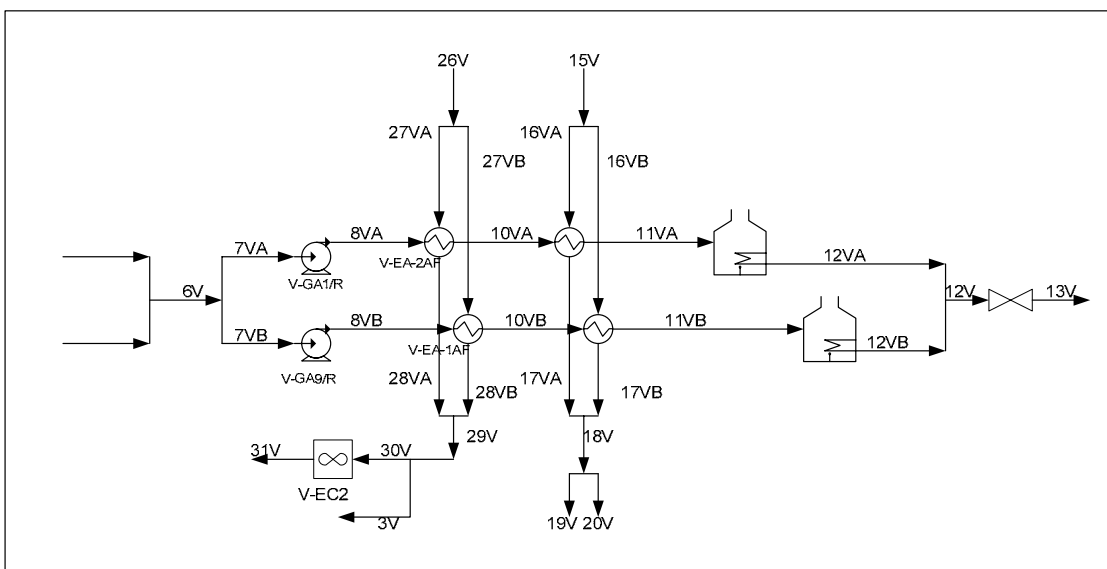 26V
15V
27VA
16VA
27VB
16VB
7VA
8VA
10VA
11VA
V-EA-2AF
12VA
V-GA1/R
6V
12V
13V
7VB
8VB
10VB
11VB
12VB
V-EA-1AF
V-GA9/R
28VA
17VA
28VB
17VB
29V
18V
31V
30V
V-EC2
3V
19V
20V